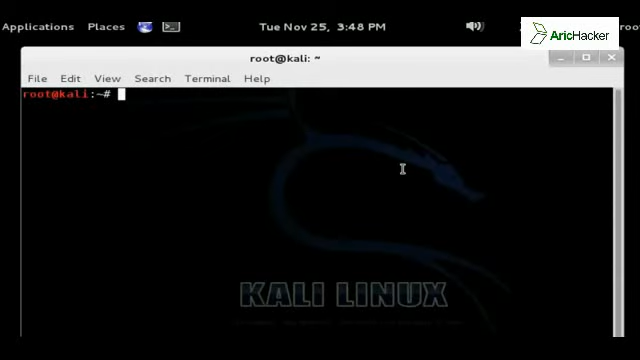 Applications Places Tue Nov 25, 3:48 PM
AricHacker
root@kali: ~
File Edit View Search Terminal Help
root@kali:~#
KALI LINUX